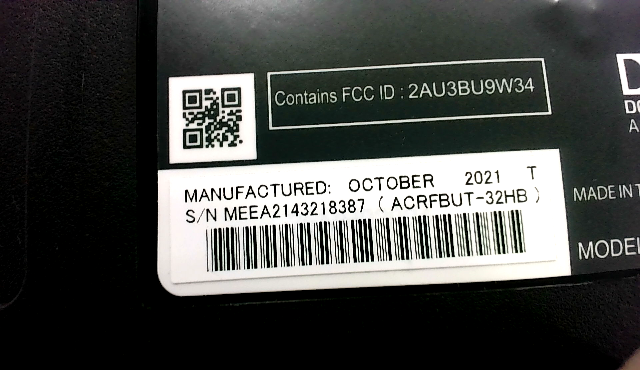 Contains FCC ID : 2AU3BU9W34
MANUFACTURED: OCTOBER 2021 T
S/N MEEA2143218387 ( ACRFBUT-32HB )
MADE IN
MODEL